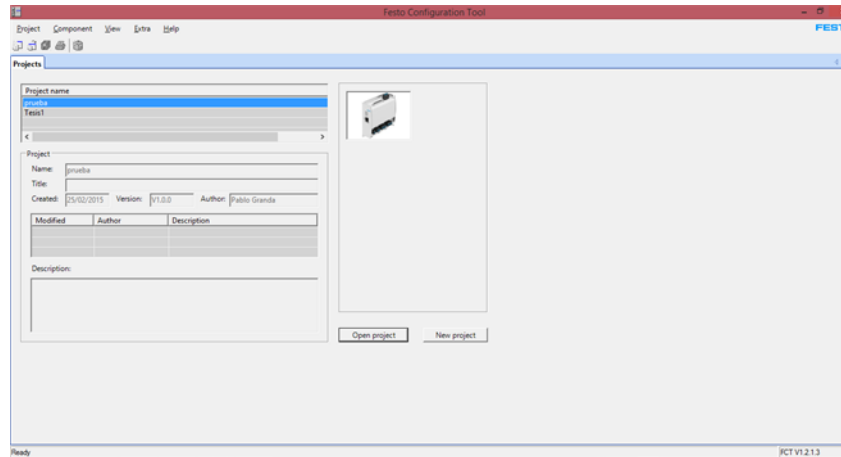 Festo Configuration Tool
Project Component View Extra Help
FEST
Projects
Project name
prueba
Tesis1
Project
Name: prueba
Title:
Created: 25/02/2015 Version: V1.0.0 Author: Pablo Granda
Modified Author Description
Description:
Open project New project
Ready FCT V1.2.1.3